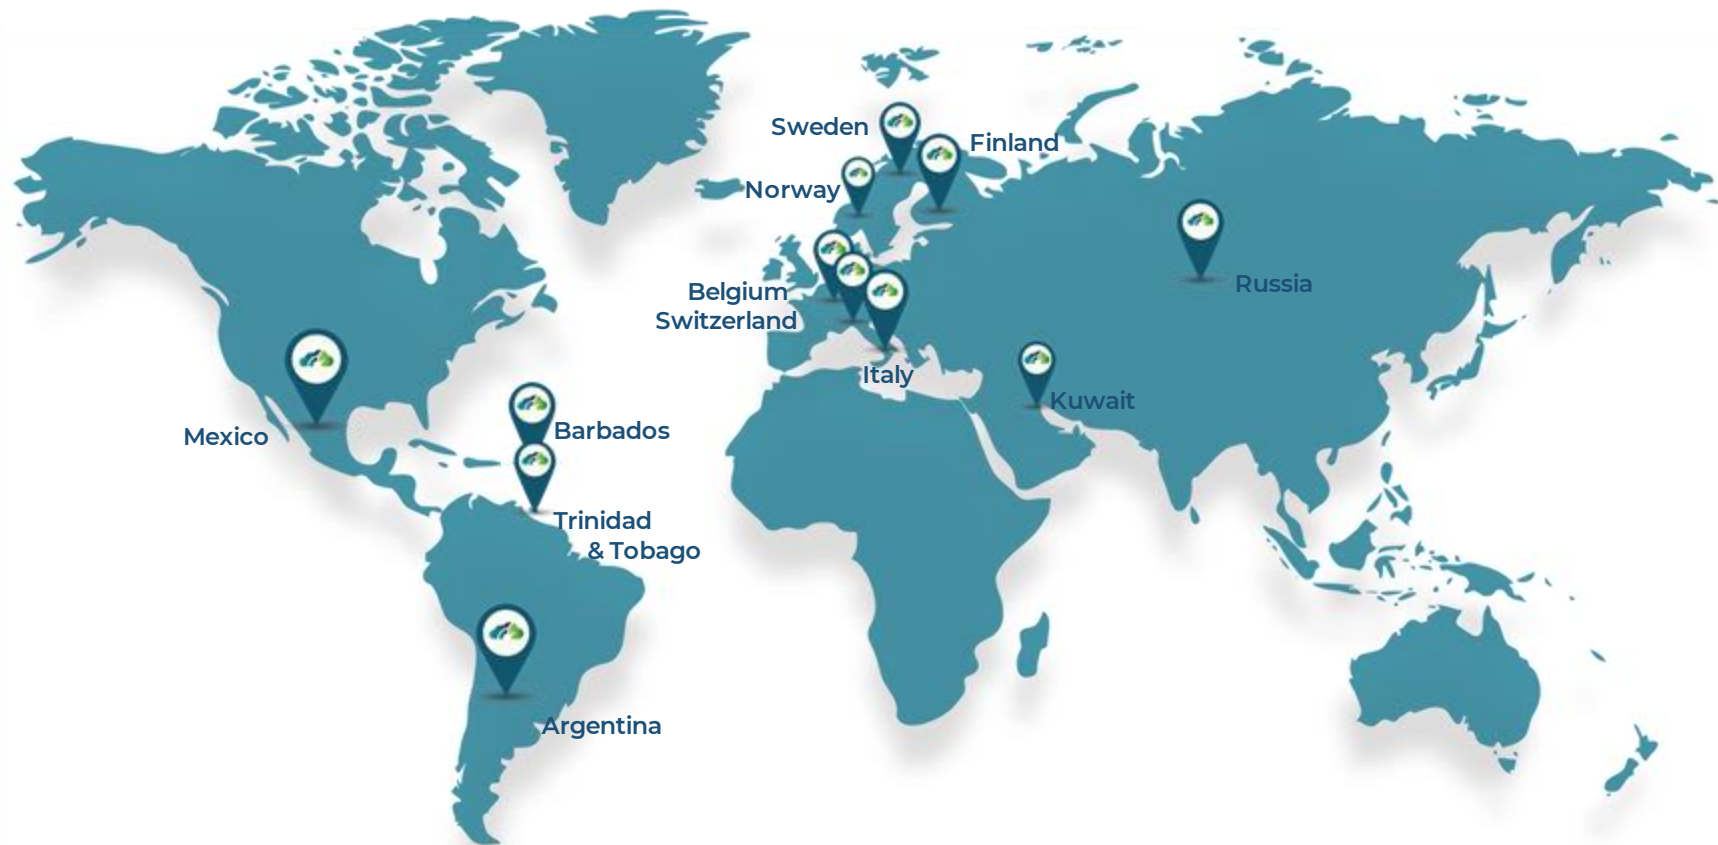 Sweden
Finland
Norway
Russia
Belgium
Switzerland
Italy
Kuwait
Mexico
Barbados
Trinidad
& Tobago
Argentina